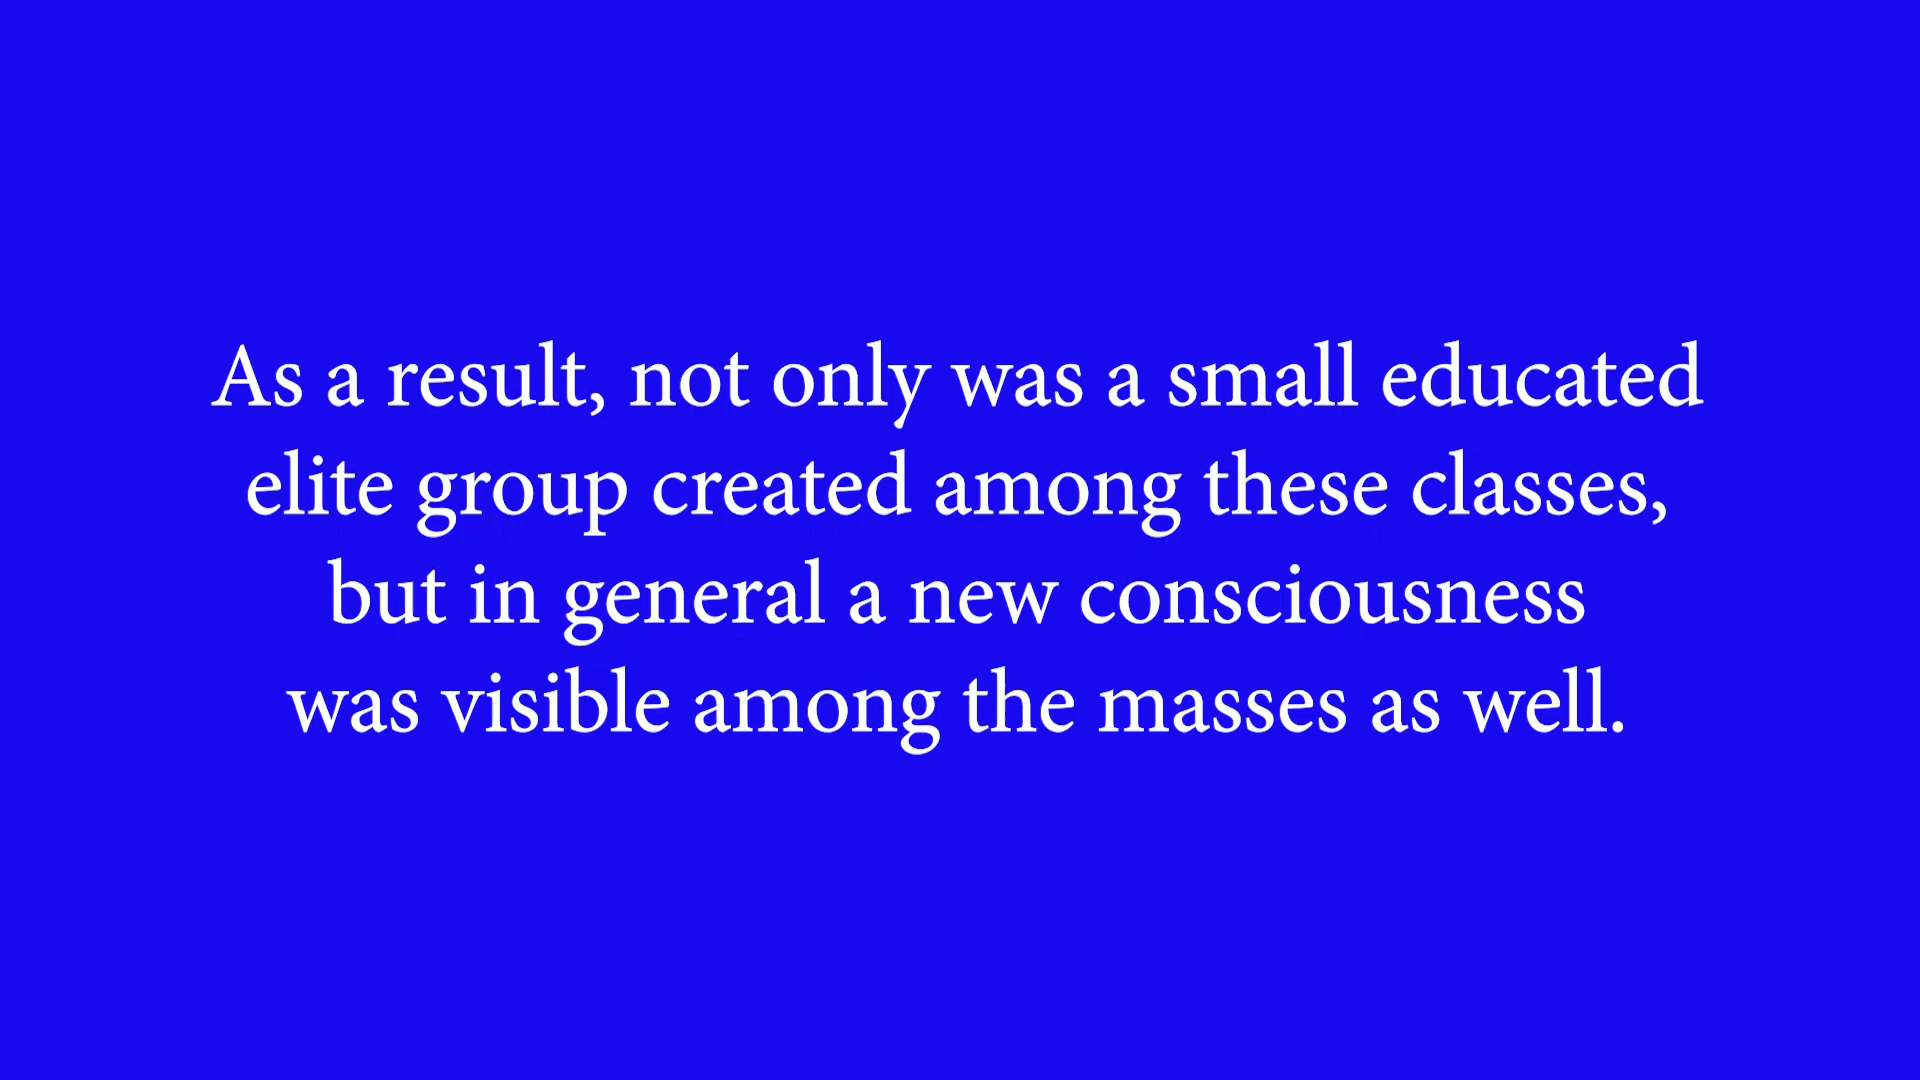 As a result, not only was a small educated
elite group created among these classes,
but in general a new consciousness
was visible among the masses as well.